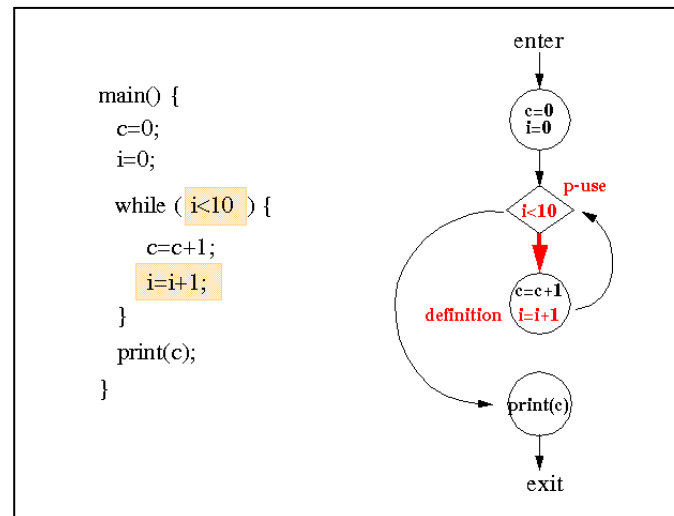 main() {
c=0;
i=0;
while ( i<10 ) {
c=c+1;
i=i+1;
}
print(c);
}
enter
c=0
i=0
p-use
i<10
c=c+1
definition
i=i+1
print(c)
exit